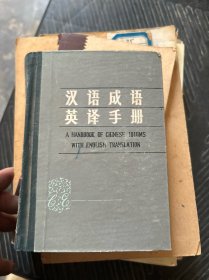 汉语成语
英译手册
A HANDBOOK OF CHINESE IDIOMS
WITH ENGLISH TRANSLATION